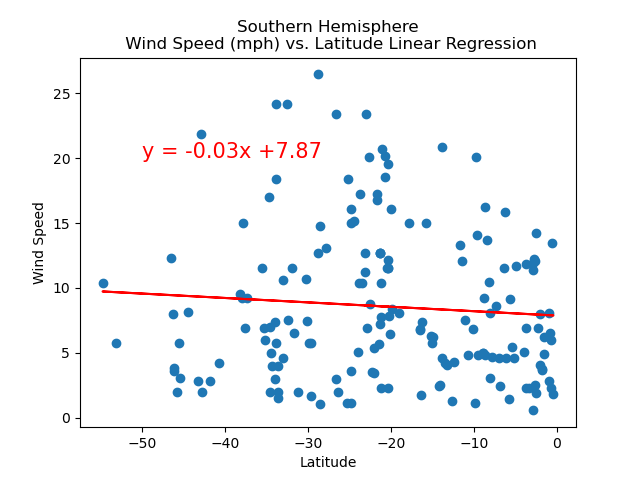 Southern Hemisphere
Wind Speed (mph) vs. Latitude Linear Regression
25
20
15
10
5
0
Wind Speed
y = -0.03x +7.87
−50
−40
−30
−20
−10
0
Latitude